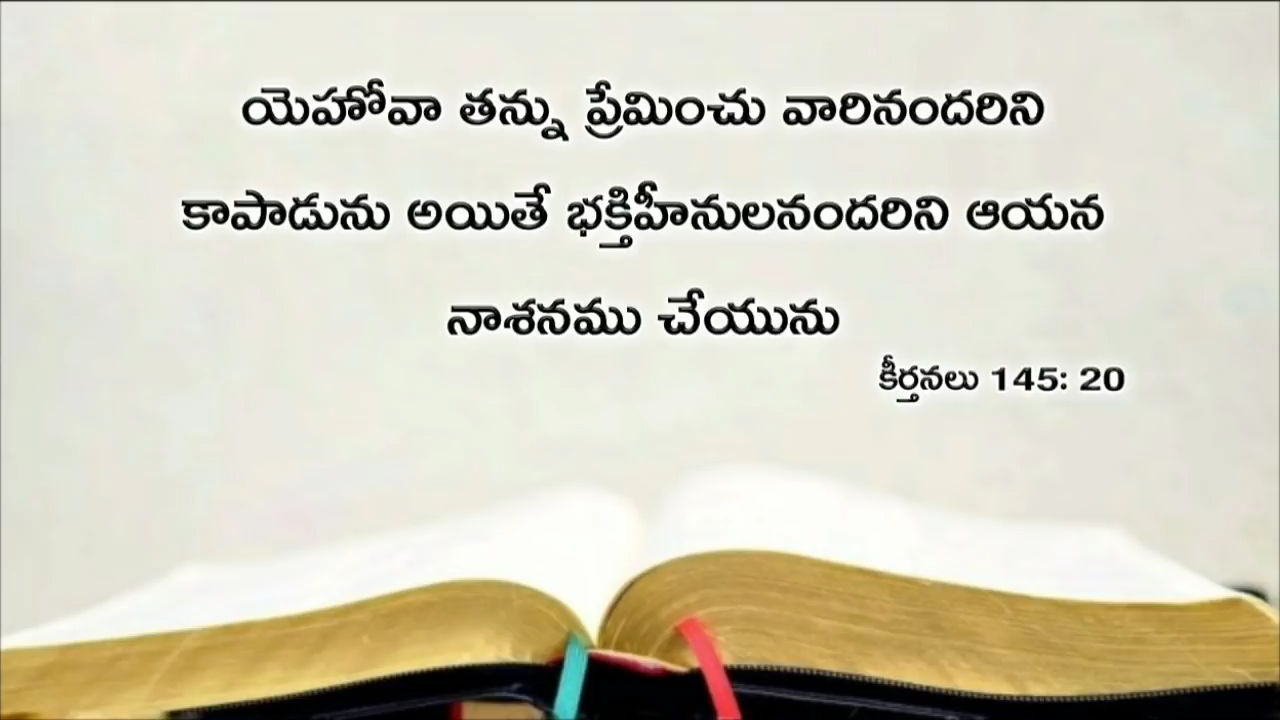 యెహోవా తన్ను ప్రేమించు వారినందరిని
కాపాడును అయితే భక్తిహీనులనందరిని ఆయన
నాశనము చేయును
కీర్తనలు 145: 20